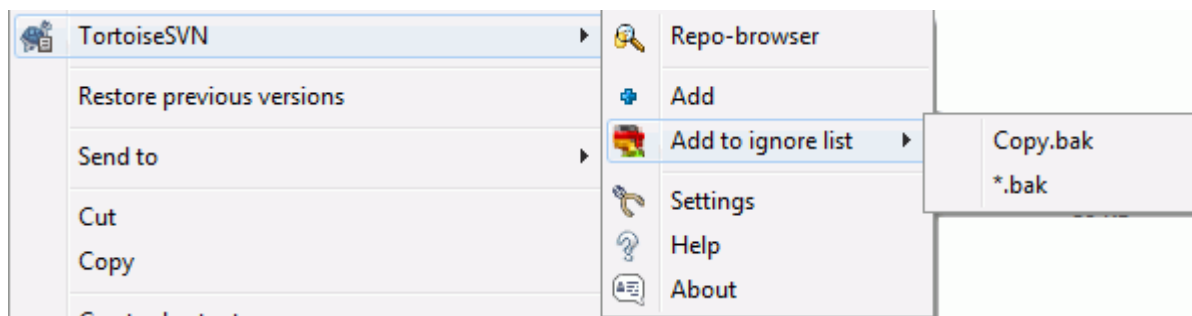 TortoiseSVN
Restore previous versions
Send to
Cut
Copy
Repo-browser
Add
Add to ignore list
Settings
Help
About
Copy.bak
*.bak